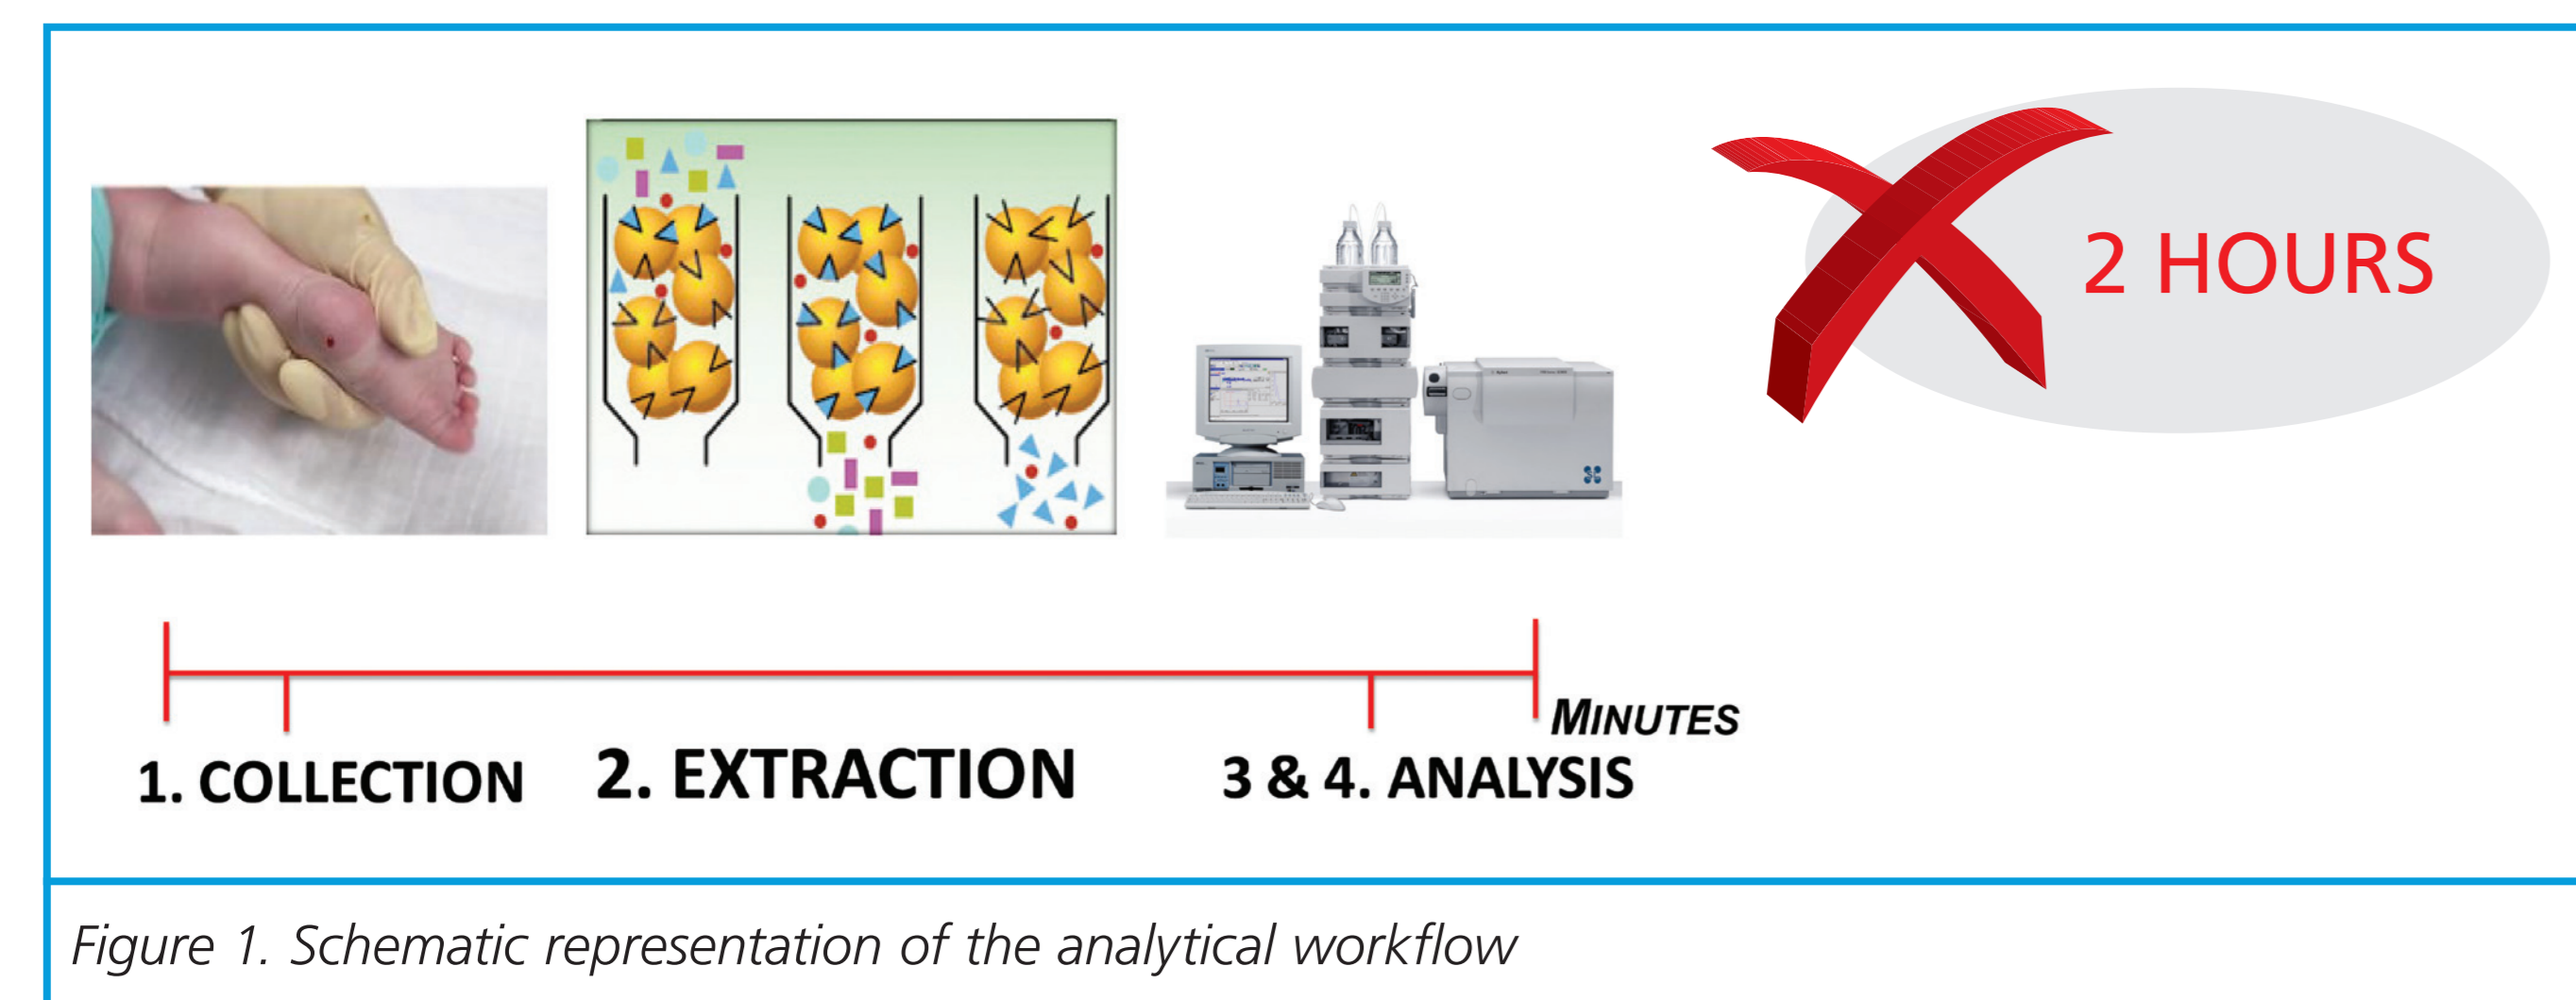 2 HOURS
MINUTES
1. COLLECTION
2. EXTRACTION
3 & 4. ANALYSIS
Figure 1. Schematic representation of the analytical workflow